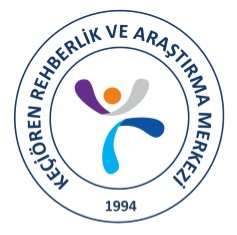 KEÇİÖREN REHBERLİK VE ARAŞTIRMA MERKEZİ
1994